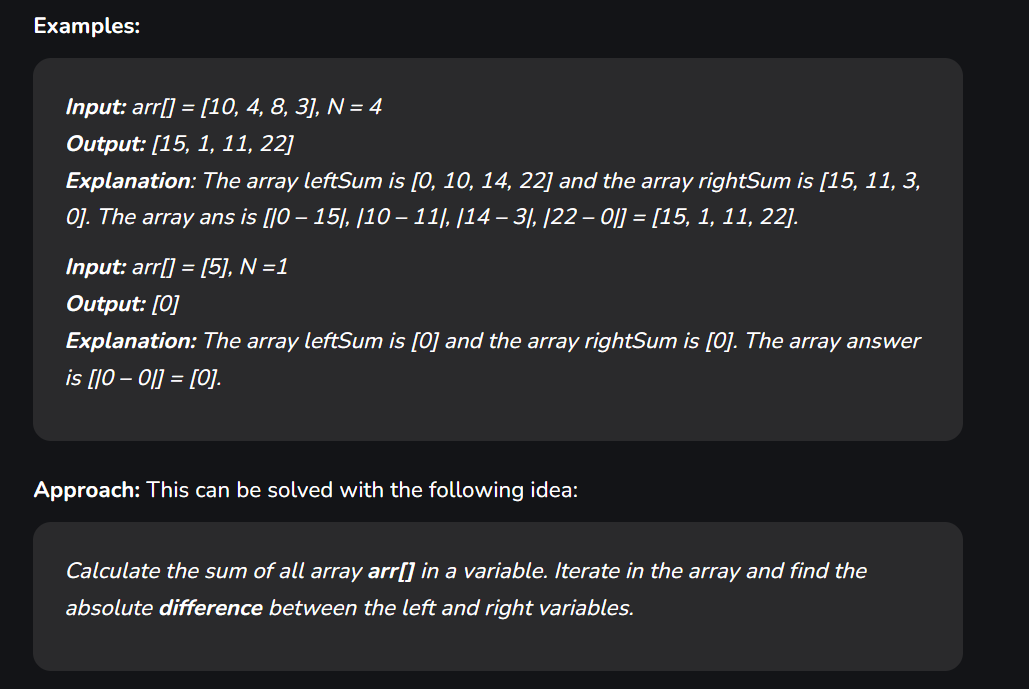 Examples:
Input: arr[] = [10, 4, 8, 3], N = 4
Output: [15, 1, 11, 22]
Explanation: The array leftSum is [0, 10, 14, 22] and the array rightSum is [15, 11, 3,
0]. The array ans is [|0 – 15|, |10 – 11|, |14 – 3|, |22 – 0|] = [15, 1, 11, 22].
Input: arr[] = [5], N =1
Output: [0]
Explanation: The array leftSum is [0] and the array rightSum is [0]. The array answer
is [|0 – 0|] = [0].
Approach: This can be solved with the following idea:
Calculate the sum of all array arr[] in a variable. Iterate in the array and find the
absolute difference between the left and right variables.